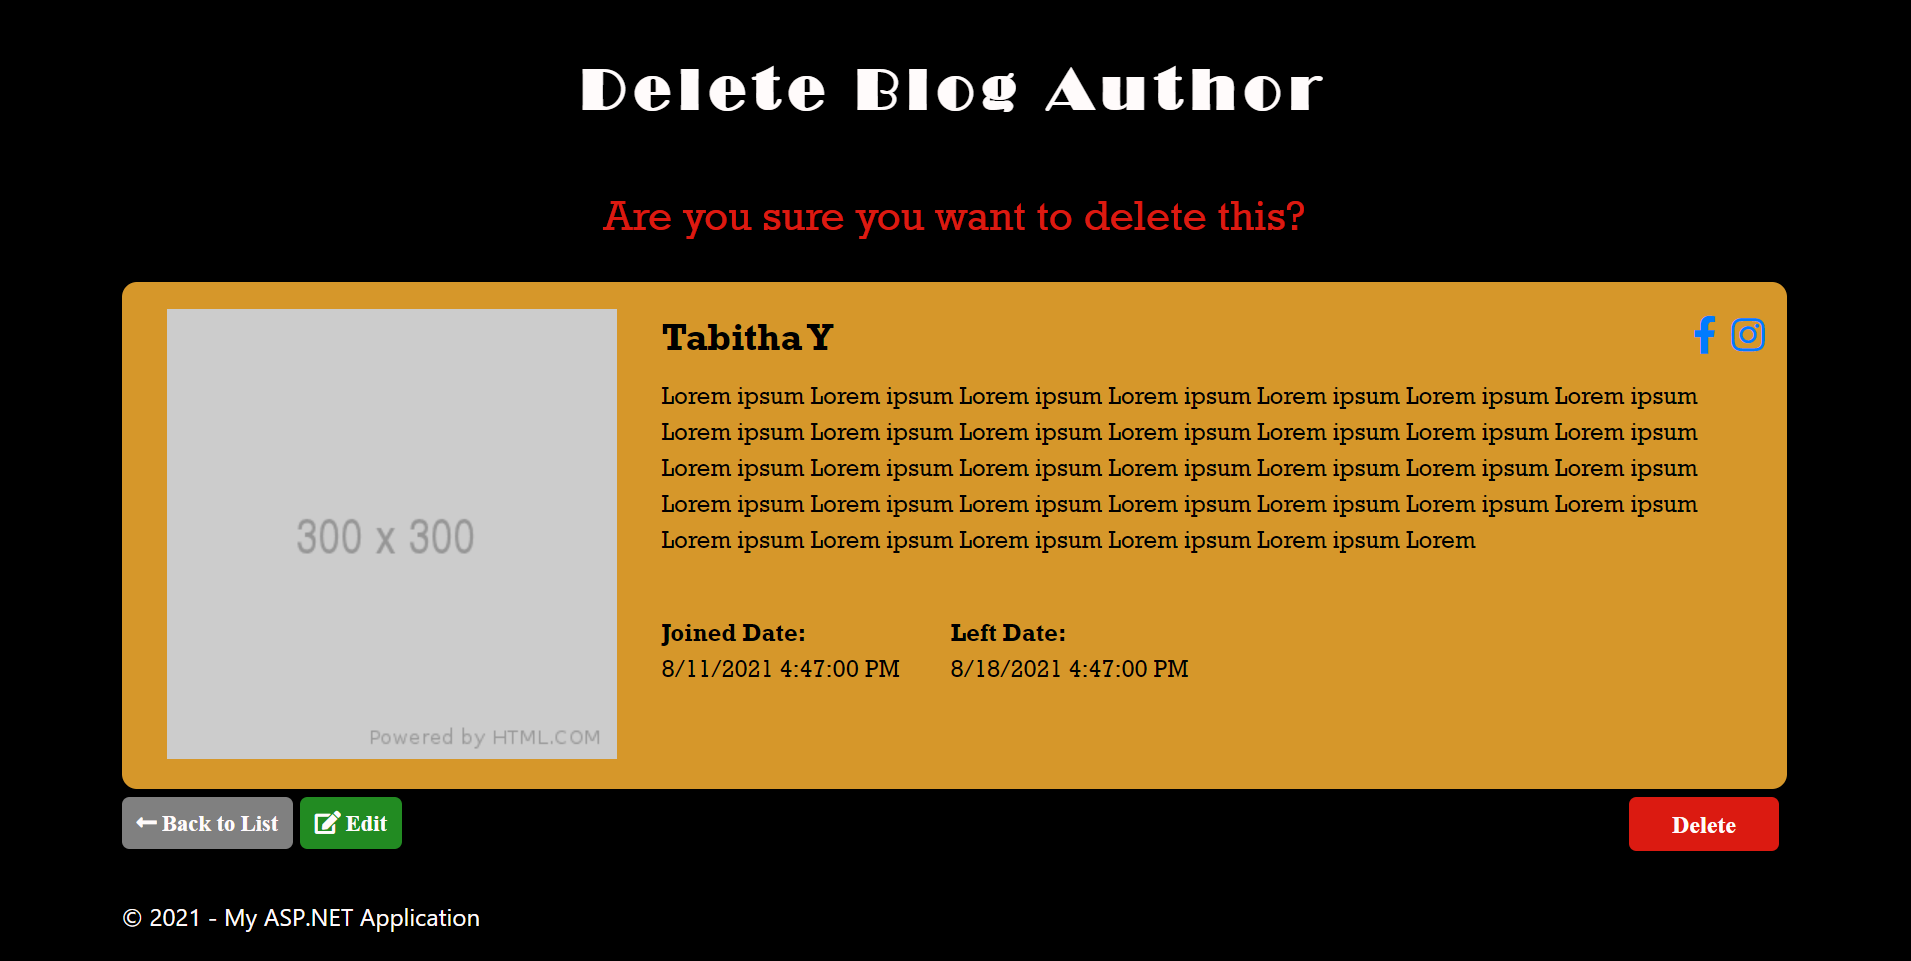 Delete Blog Author
Are you sure you want to delete this?
300 x 300
Powered by HTML.COM
Tabitha Y
Lorem ipsum Lorem ipsum Lorem ipsum Lorem ipsum Lorem ipsum Lorem ipsum Lorem ipsum
Lorem ipsum Lorem ipsum Lorem ipsum Lorem ipsum Lorem ipsum Lorem ipsum Lorem ipsum
Lorem ipsum Lorem ipsum Lorem ipsum Lorem ipsum Lorem ipsum Lorem ipsum Lorem ipsum
Lorem ipsum Lorem ipsum Lorem ipsum Lorem ipsum Lorem ipsum Lorem ipsum Lorem ipsum
Lorem ipsum Lorem ipsum Lorem ipsum Lorem ipsum Lorem ipsum Lorem
Joined Date: Left Date:
8/11/2021 4:47:00 PM 8/18/2021 4:47:00 PM
Back to List Edit Delete
© 2021 - My ASP.NET Application